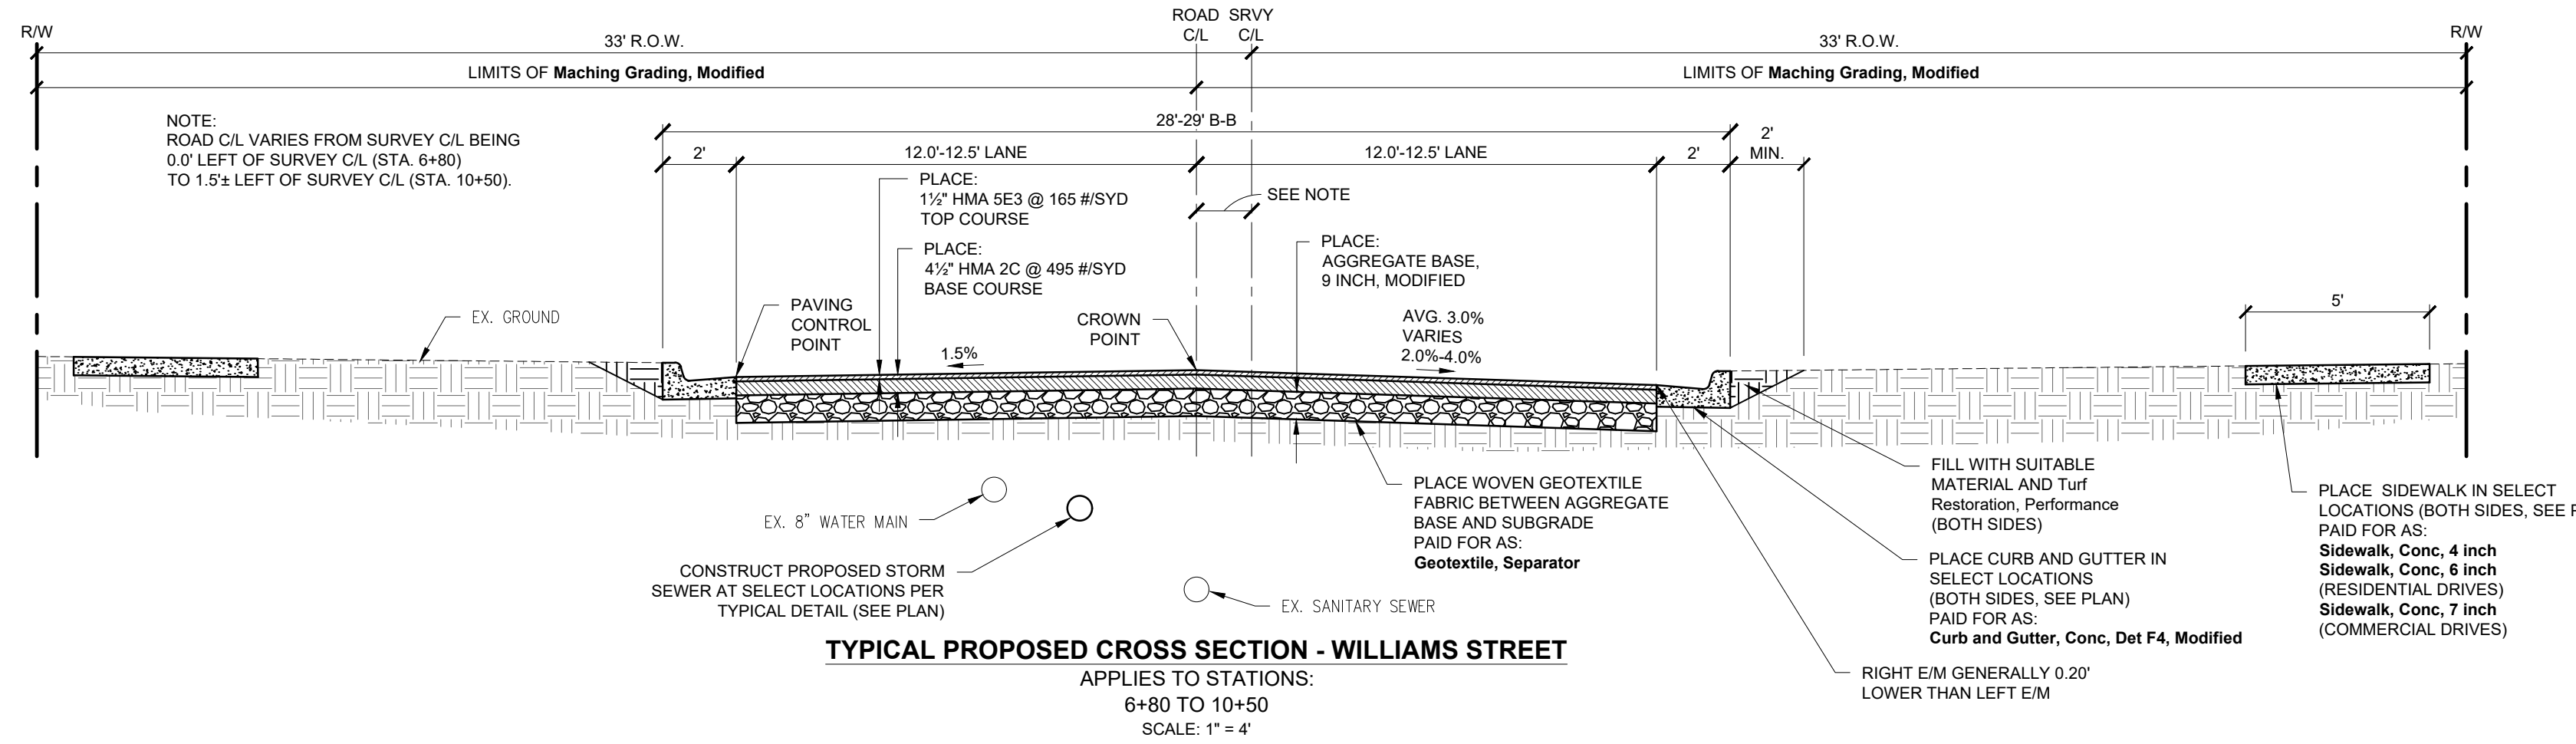 ROAD SRVY
R/W C/L C/L R/W
33' R.O.W. 33' R.O.W.
LIMITS OF Maching Grading, Modified LIMITS OF Maching Grading, Modified
NOTE:
ROAD C/L VARIES FROM SURVEY C/L BEING
0.0' LEFT OF SURVEY C/L (STA. 6+80)
TO 1.5'± LEFT OF SURVEY C/L (STA. 10+50).
28'-29' B-B
2' 12.0'-12.5' LANE 12.0'-12.5' LANE 2'
2'
MIN.
PLACE:
1½" HMA 5E3 @ 165 #/SYD
TOP COURSE
SEE NOTE
PLACE:
4½" HMA 2C @ 495 #/SYD
BASE COURSE
PLACE:
AGGREGATE BASE,
9 INCH, MODIFIED
EX. GROUND
PAVING
CONTROL
POINT
CROWN
POINT
1.5%
AVG. 3.0%
VARIES
2.0%-4.0%
5'
EX. 8" WATER MAIN
CONSTRUCT PROPOSED STORM
SEWER AT SELECT LOCATIONS PER
TYPICAL DETAIL (SEE PLAN)
EX. SANITARY SEWER
PLACE WOVEN GEOTEXTILE
FABRIC BETWEEN AGGREGATE
BASE AND SUBGRADE
PAID FOR AS:
Geotextile, Separator
FILL WITH SUITABLE
MATERIAL AND Turf
Restoration, Performance
(BOTH SIDES)
PLACE CURB AND GUTTER IN
SELECT LOCATIONS
(BOTH SIDES, SEE PLAN)
PAID FOR AS:
Curb and Gutter, Conc, Det F4, Modified
RIGHT E/M GENERALLY 0.20'
LOWER THAN LEFT E/M
PLACE SIDEWALK IN SELECT
LOCATIONS (BOTH SIDES, SEE
PAID FOR AS:
Sidewalk, Conc, 4 inch
Sidewalk, Conc, 6 inch
(RESIDENTIAL DRIVES)
Sidewalk, Conc, 7 inch
(COMMERCIAL DRIVES)
TYPICAL PROPOSED CROSS SECTION - WILLIAMS STREET
APPLIES TO STATIONS:
6+80 TO 10+50
SCALE: 1" = 4'